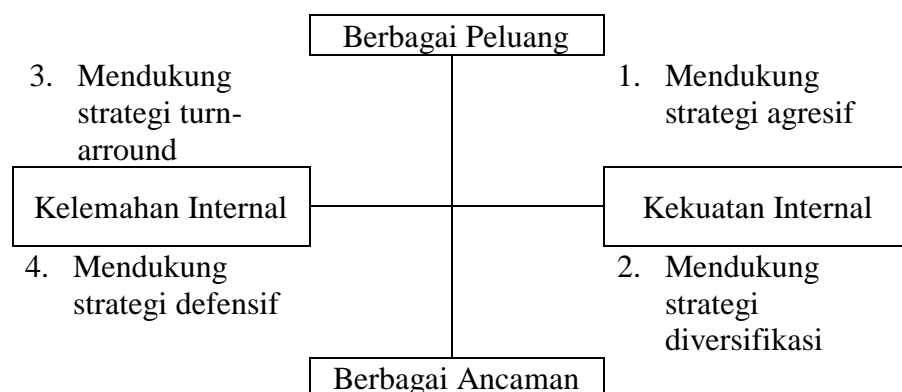 Berbagai Peluang
3. Mendukung
strategi turn-
arround
1. Mendukung
strategi agresif
Kelemahan Internal
Kekuatan Internal
4. Mendukung
strategi defensif
2. Mendukung
strategi
diversifikasi
Berbagai Ancaman